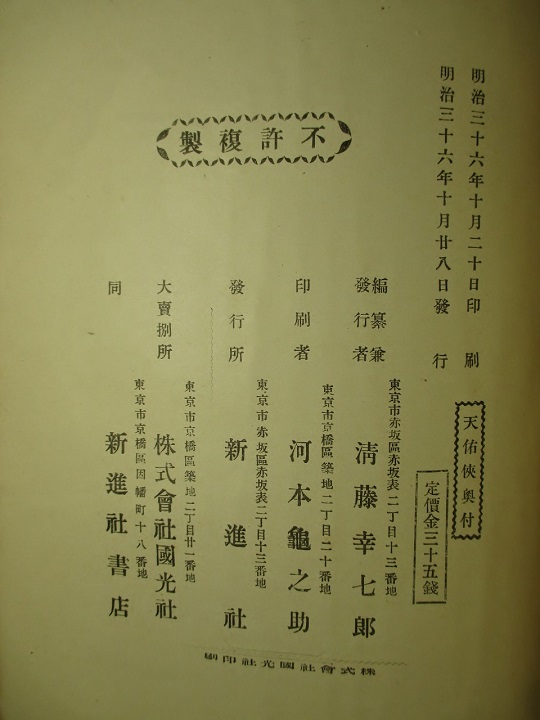 明治三十六年十月二十日印刷
明治三十六年十月廿八日發行
天佑俠奧付
定價金三十五錢
不許複製
編纂兼
發行者
東京市赤坂區赤坂表二丁目十三番地
淸藤幸七郎
印刷者
東京市京橋區築地二丁目二十番地
河本龜之助
發行所
東京市赤坂區赤坂表二丁目十三番地
新進社
大賣捌所
東京市京橋區築地二丁目廿一番地
株式會社國光社
同
東京市京橋區因幡町十八番地
新進社書店
株式會社國光社印刷